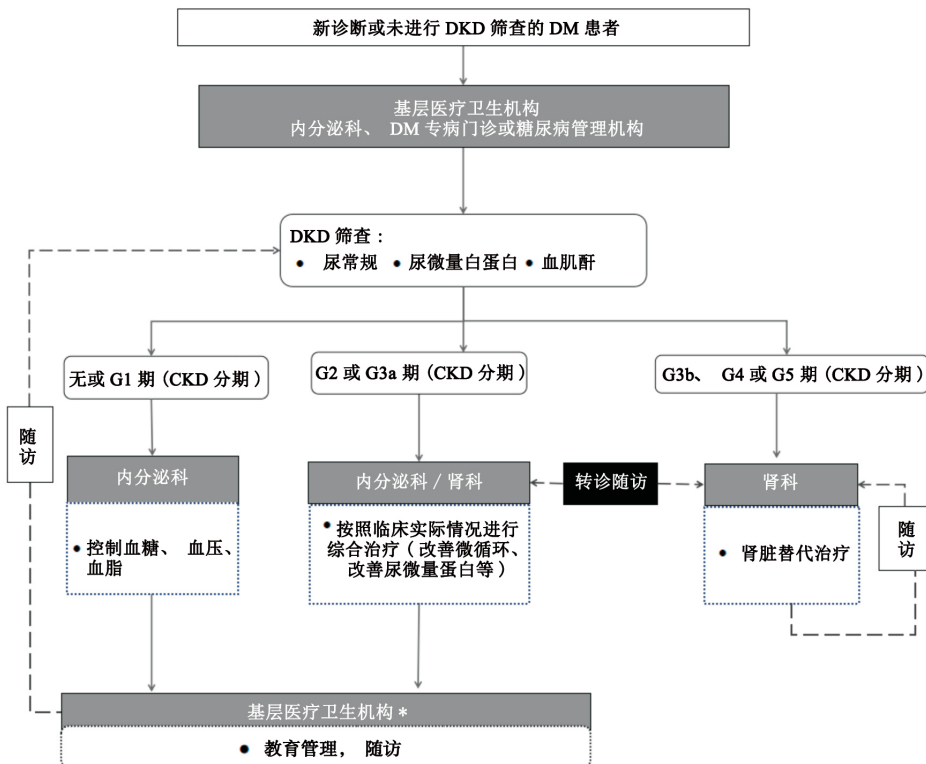 新诊断或未进行 DKD 筛查的 DM 患者
基层医疗卫生机构
内分泌科、 DM 专病门诊或糖尿病管理机构
DKD 筛查：
• 尿常规 • 尿微量白蛋白 • 血肌酐
无或 G1 期（CKD 分期）
G2 或 G3a 期（CKD 分期）
G3b、 G4 或 G5 期（CKD 分期）
随访
内分泌科
• 控制血糖、 血压、
血脂
内分泌科 / 肾科
• 按照临床实际情况进行
综合治疗（改善微循环、
改善尿微量蛋白等）
转诊随访
肾科
• 肾脏替代治疗
随访
基层医疗卫生机构 *
• 教育管理， 随访